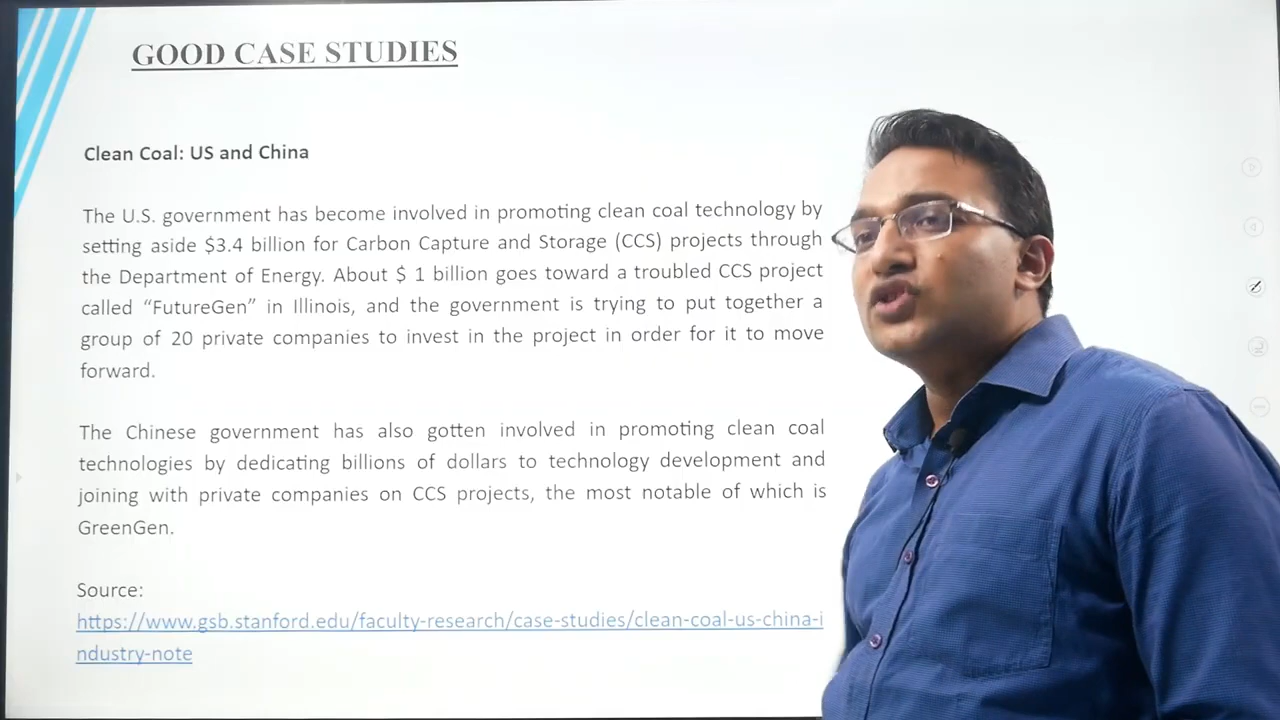 GOOD CASE STUDIES
Clean Coal: US and China
The U.S. government has become involved in promoting clean coal technology by
setting aside $3.4 billion for Carbon Capture and Storage (CCS) projects through
the Department of Energy. About $ 1 billion goes toward a troubled CCS project
called “FutureGen” in Illinois, and the government is trying to put together a
group of 20 private companies to invest in the project in order for it to move
forward.
The Chinese government has also gotten involved in promoting clean coal
technologies by dedicating billions of dollars to technology development and
joining with private companies on CCS projects, the most notable of which is
GreenGen.
Source:
https://www.gsb.stanford.edu/faculty-research/case-studies/clean-coal-us-china-i
ndustry-note